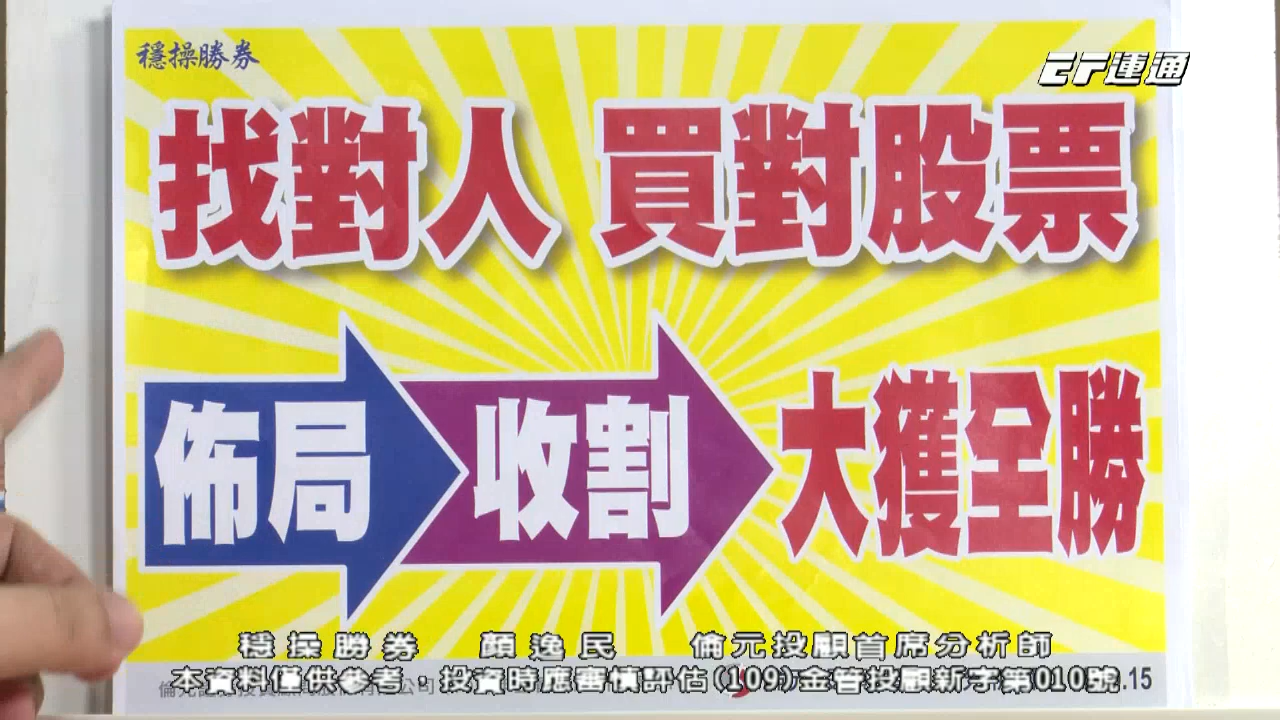 穩操勝券
EF運通
找對人 買對股票
佈局 收割 大獲全勝
穩操勝券 顏逸民 倫元投顧首席分析師
本資料僅供參考，投資時應審慎評估(109)金管投顧新字第010號
.15